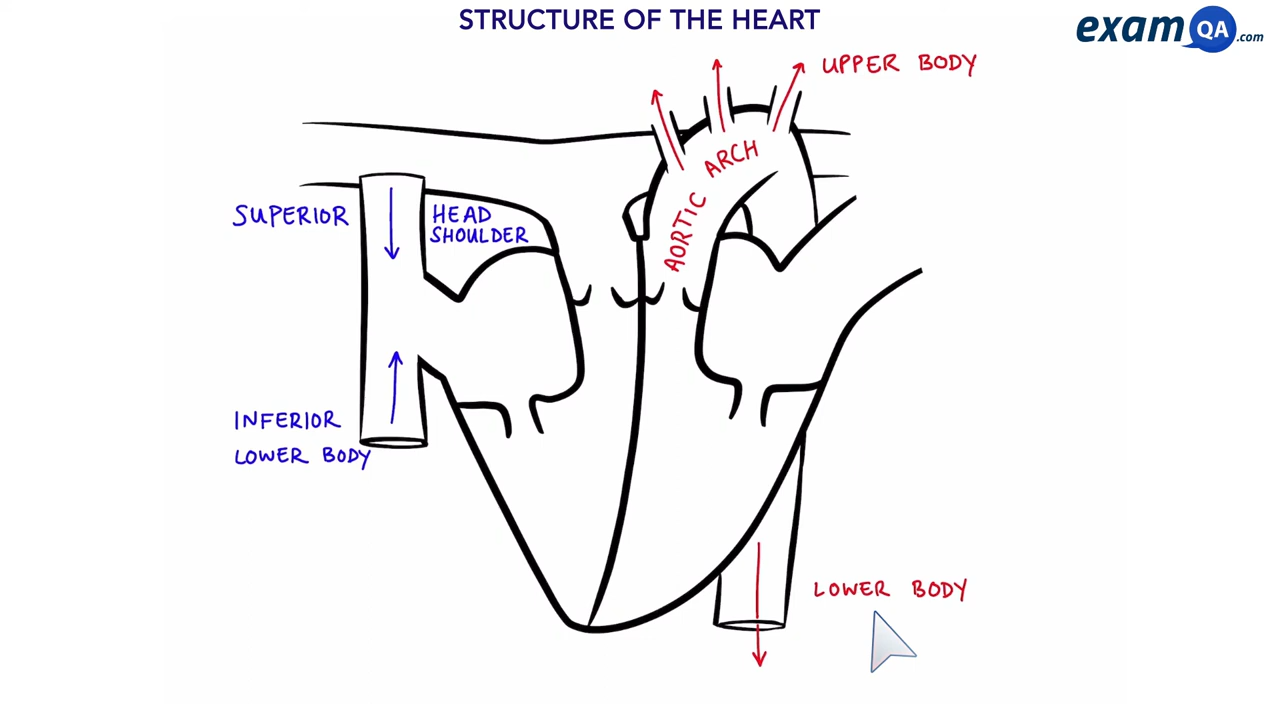 STRUCTURE OF THE HEART
examQA.com
UPPER BODY
AORTIC ARCH
SUPERIOR
HEAD
SHOULDER
INFERIOR
LOWER BODY
LOWER BODY